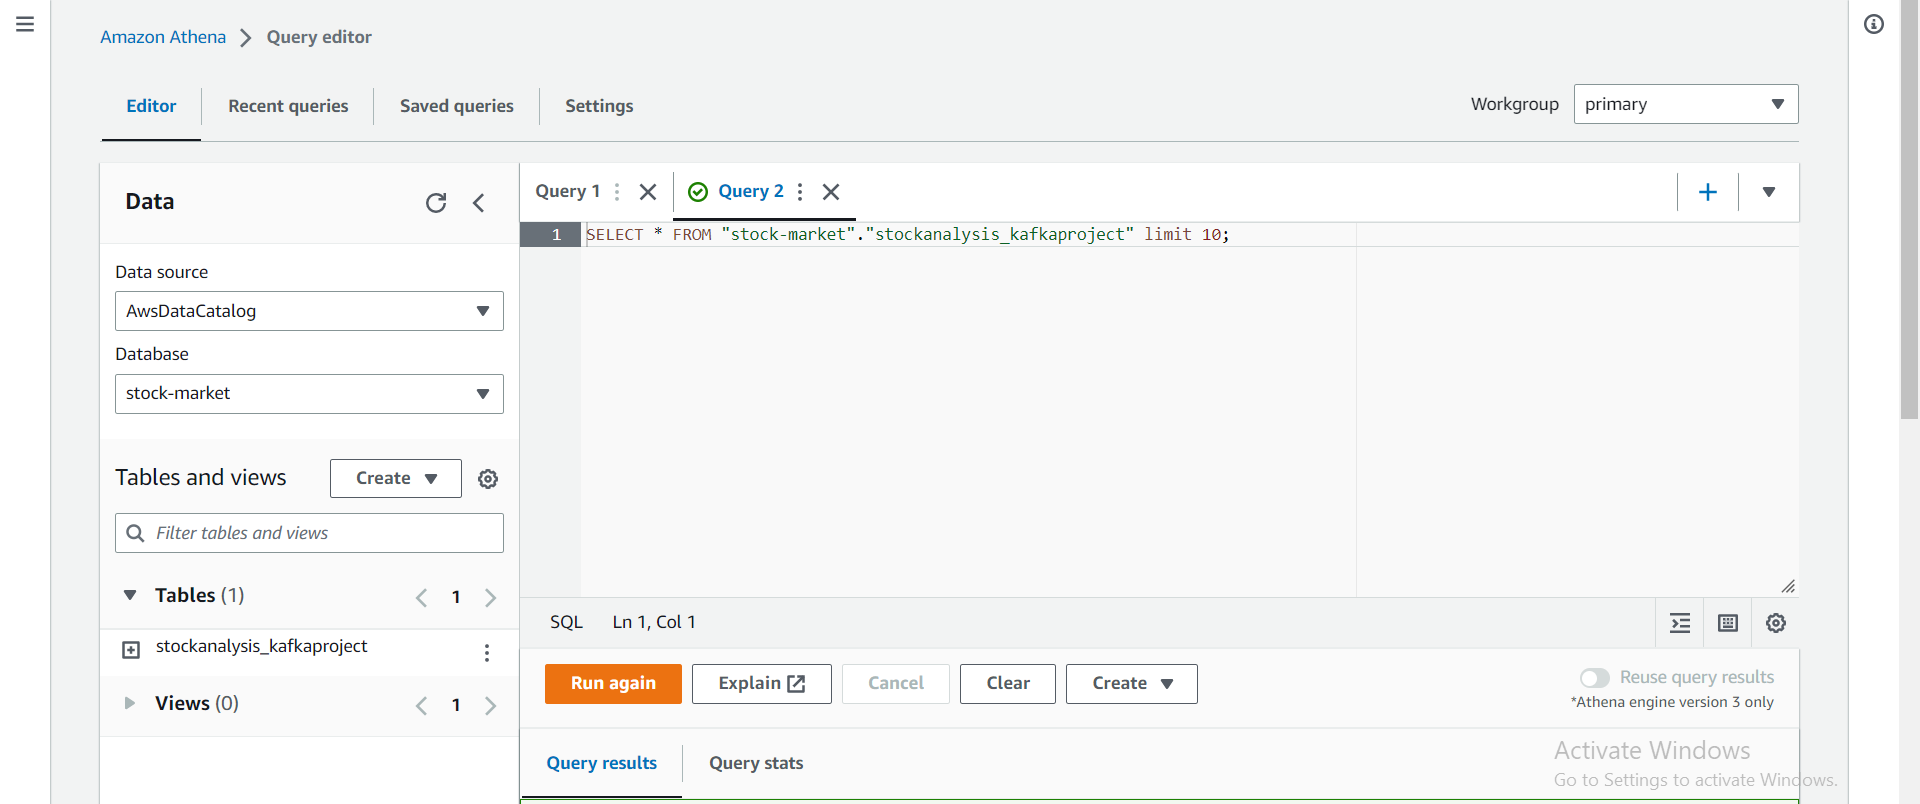 Amazon Athena > Query editor
Editor Recent queries Saved queries Settings
Workgroup primary
Data
Data source
AwsDataCatalog
Database
stock-market
Tables and views Create
Filter tables and views
Tables (1) < 1 >
stockanalysis_kafkaproject
Views (0) < 1 >
Query 1 Query 2
1 SELECT * FROM "stock-market"."stockanalysis_kafkaproject" limit 10;
SQL Ln 1, Col 1
Run again Explain Cancel Clear Create
Reuse query results
*Athena engine version 3 only
Query results Query stats
Activate Windows
Go to Settings to activate Windows.